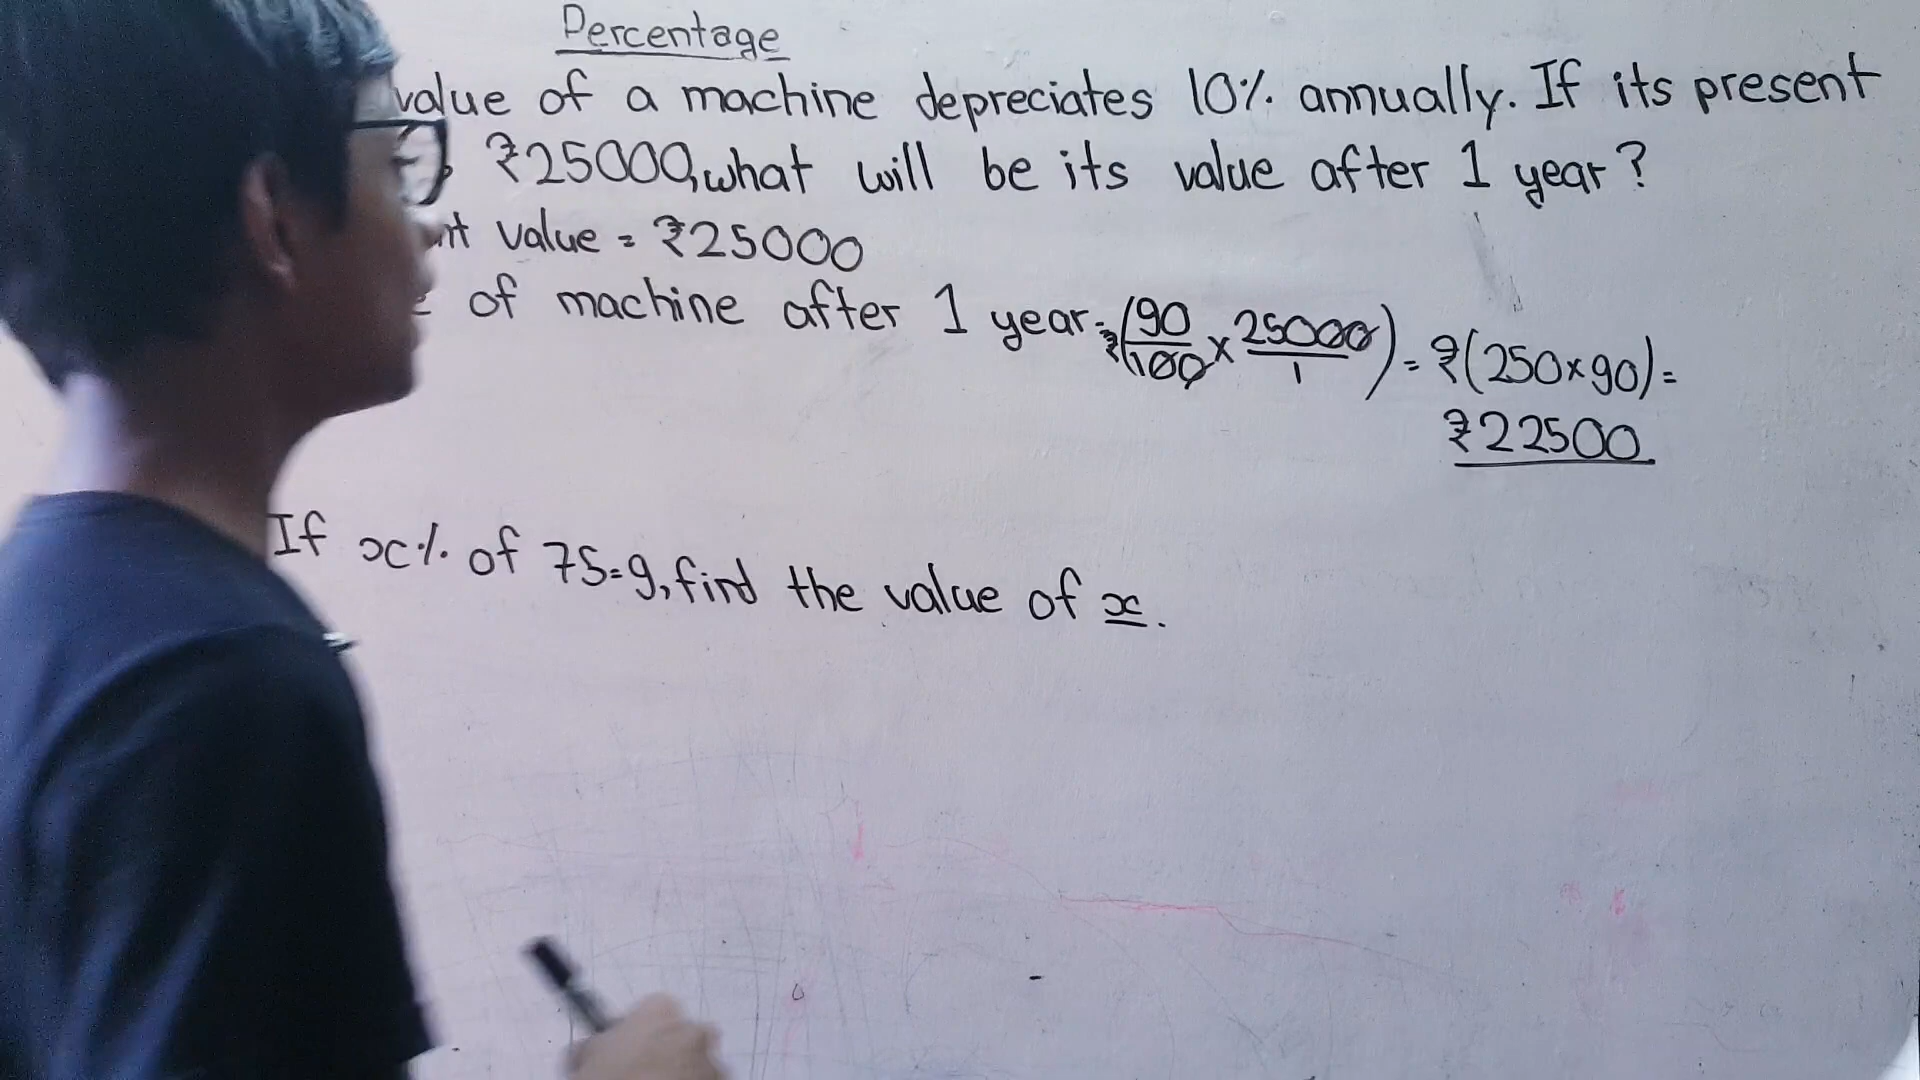 Percentage
value of a machine depreciates 10% annually. If its present
₹25000, what will be its value after 1 year?
value = ₹25000
of machine after 1 year = ₹(90/100 × 25000/1) = ₹(250×90) =
₹22500
If x% of 75=9, find the value of x.